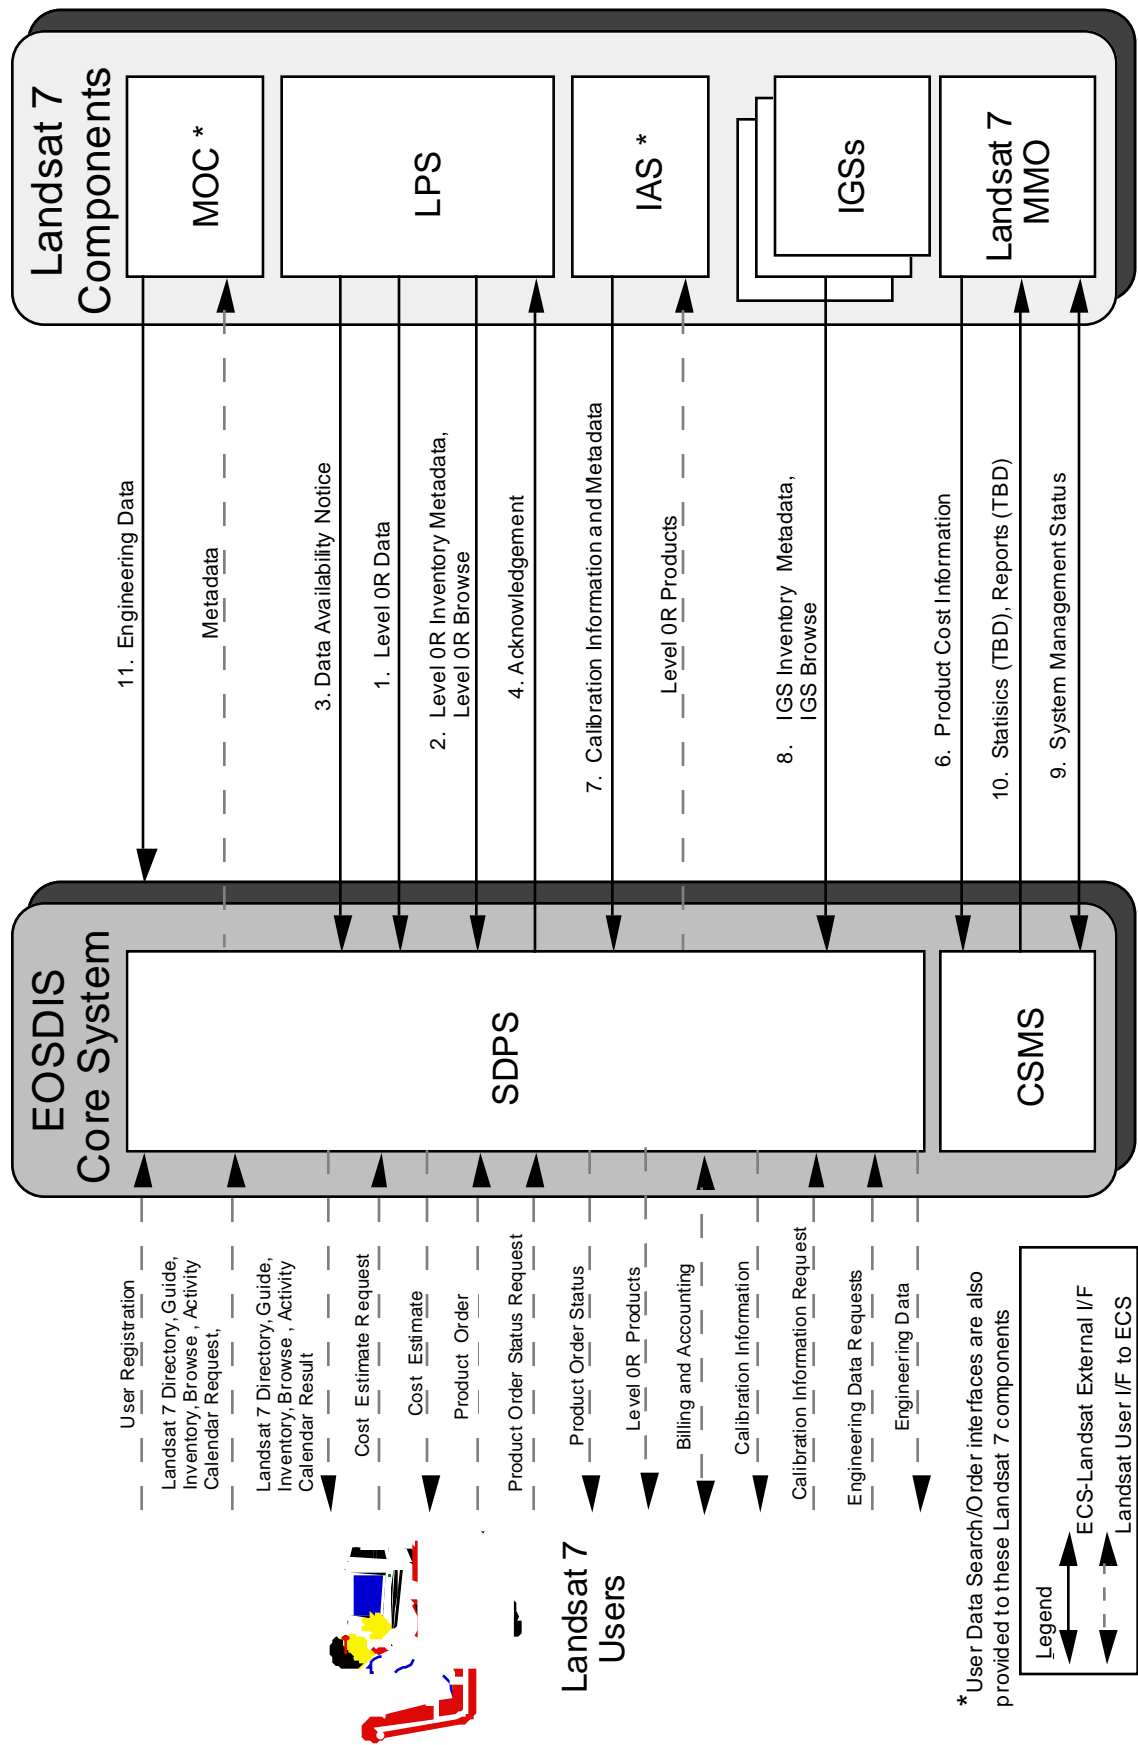 Landsat 7
Components
MOC *
LPS
IAS *
IGSs
Landsat 7
MMO
11. Engineering Data
Metadata
3. Data Availability Notice
1. Level 0R Data
2. Level 0R Inventory Metadata,
Level 0R Browse
4. Acknowledgement
7. Calibration Information and Metadata
Level 0R Products
8. IGS Inventory Metadata,
IGS Browse
6. Product Cost Information
10. Statisics (TBD), Reports (TBD)
9. System Management Status
EOSDIS
Core System
SDPS
CSMS
User Registration
Landsat 7 Directory, Guide,
Inventory, Browse , Activity
Calendar Request,
Landsat 7 Directory, Guide,
Inventory, Browse , Activity
Calendar Result
Cost Estimate Request
Cost Estimate
Product Order
Product Order Status Request
Product Order Status
Level 0R Products
Billing and Accounting
Calibration Information
Calibration Information Request
Engineering Data Requests
Engineering Data
Landsat 7
Users
*User Data Search/Order interfaces are also
provided to these Landsat 7 components
Legend
ECS-Landsat External I/F
Landsat User I/F to ECS